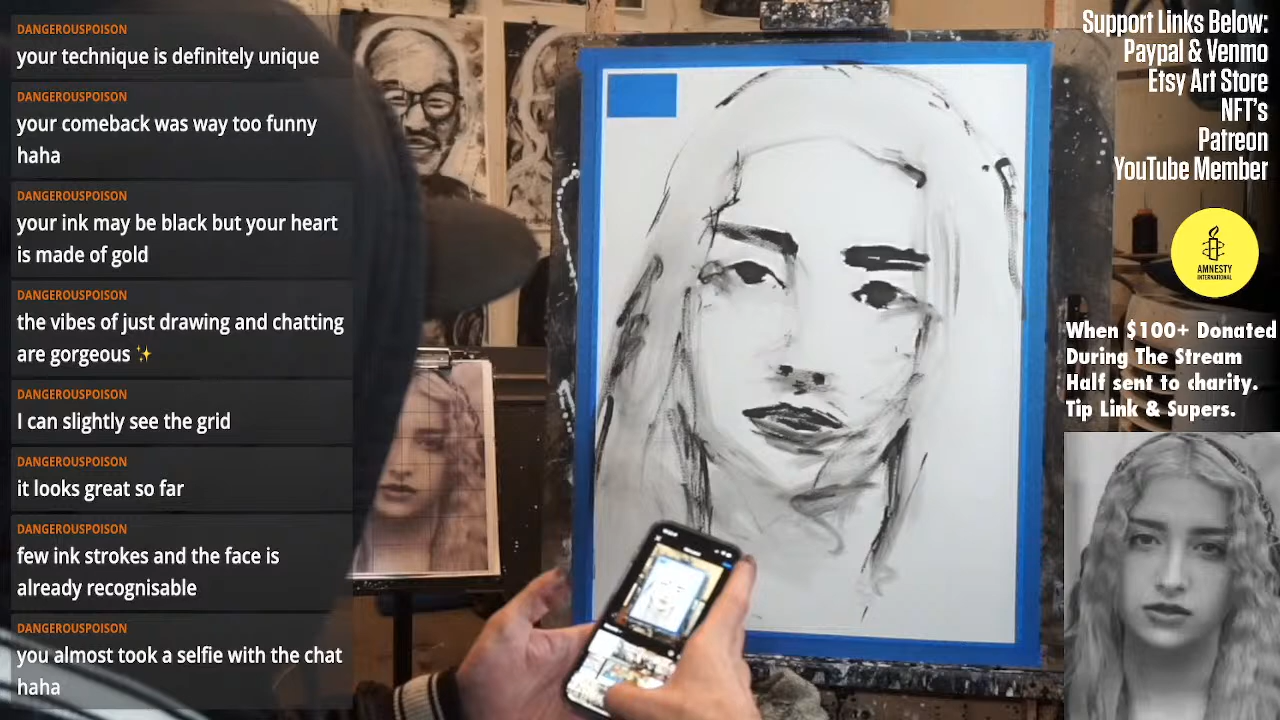 DANGEROUSPOISON
your technique is definitely unique
DANGEROUSPOISON
your comeback was way too funny
haha
DANGEROUSPOISON
your ink may be black but your heart
is made of gold
DANGEROUSPOISON
the vibes of just drawing and chatting
are gorgeous ✨
DANGEROUSPOISON
I can slightly see the grid
DANGEROUSPOISON
it looks great so far
DANGEROUSPOISON
few ink strokes and the face is
already recognisable
DANGEROUSPOISON
you almost took a selfie with the chat
haha
Support Links Below:
Paypal & Venmo
Etsy Art Store
NFT's
Patreon
YouTube Member
AMNESTY
INTERNATIONAL
When $100+ Donated
During The Stream
Half sent to charity.
Tip Link & Supers.